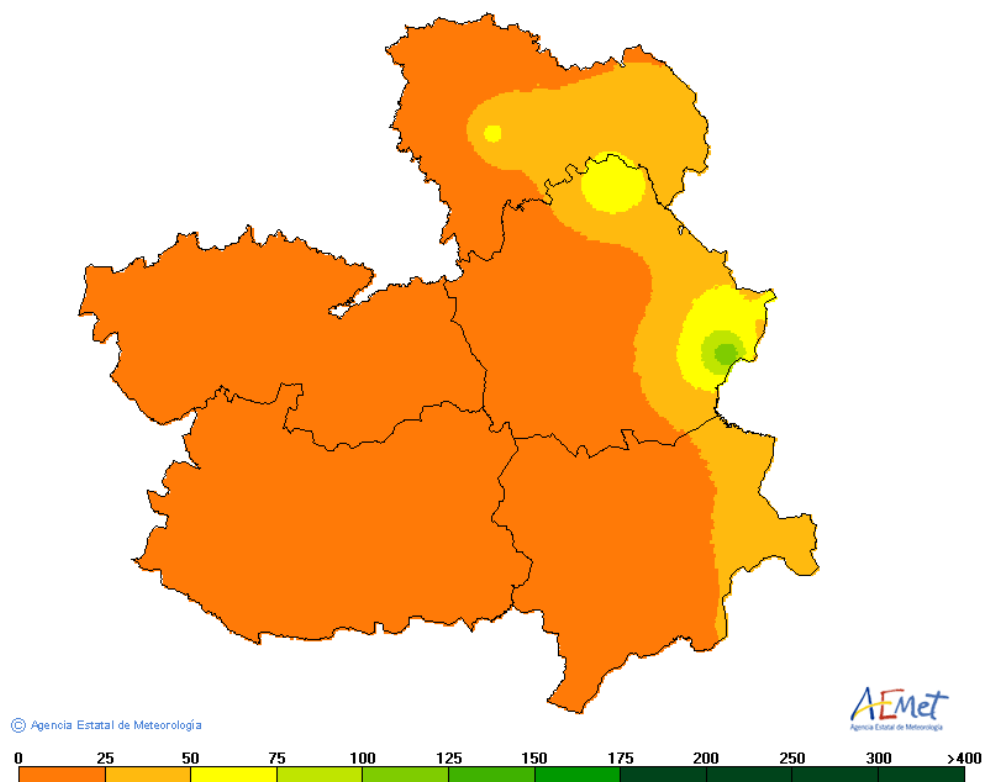 AEMet
Agencia Estatal de Meteorología
© Agencia Estatal de Meteorología
0 25 50 75 100 125 150 175 200 250 300 >400